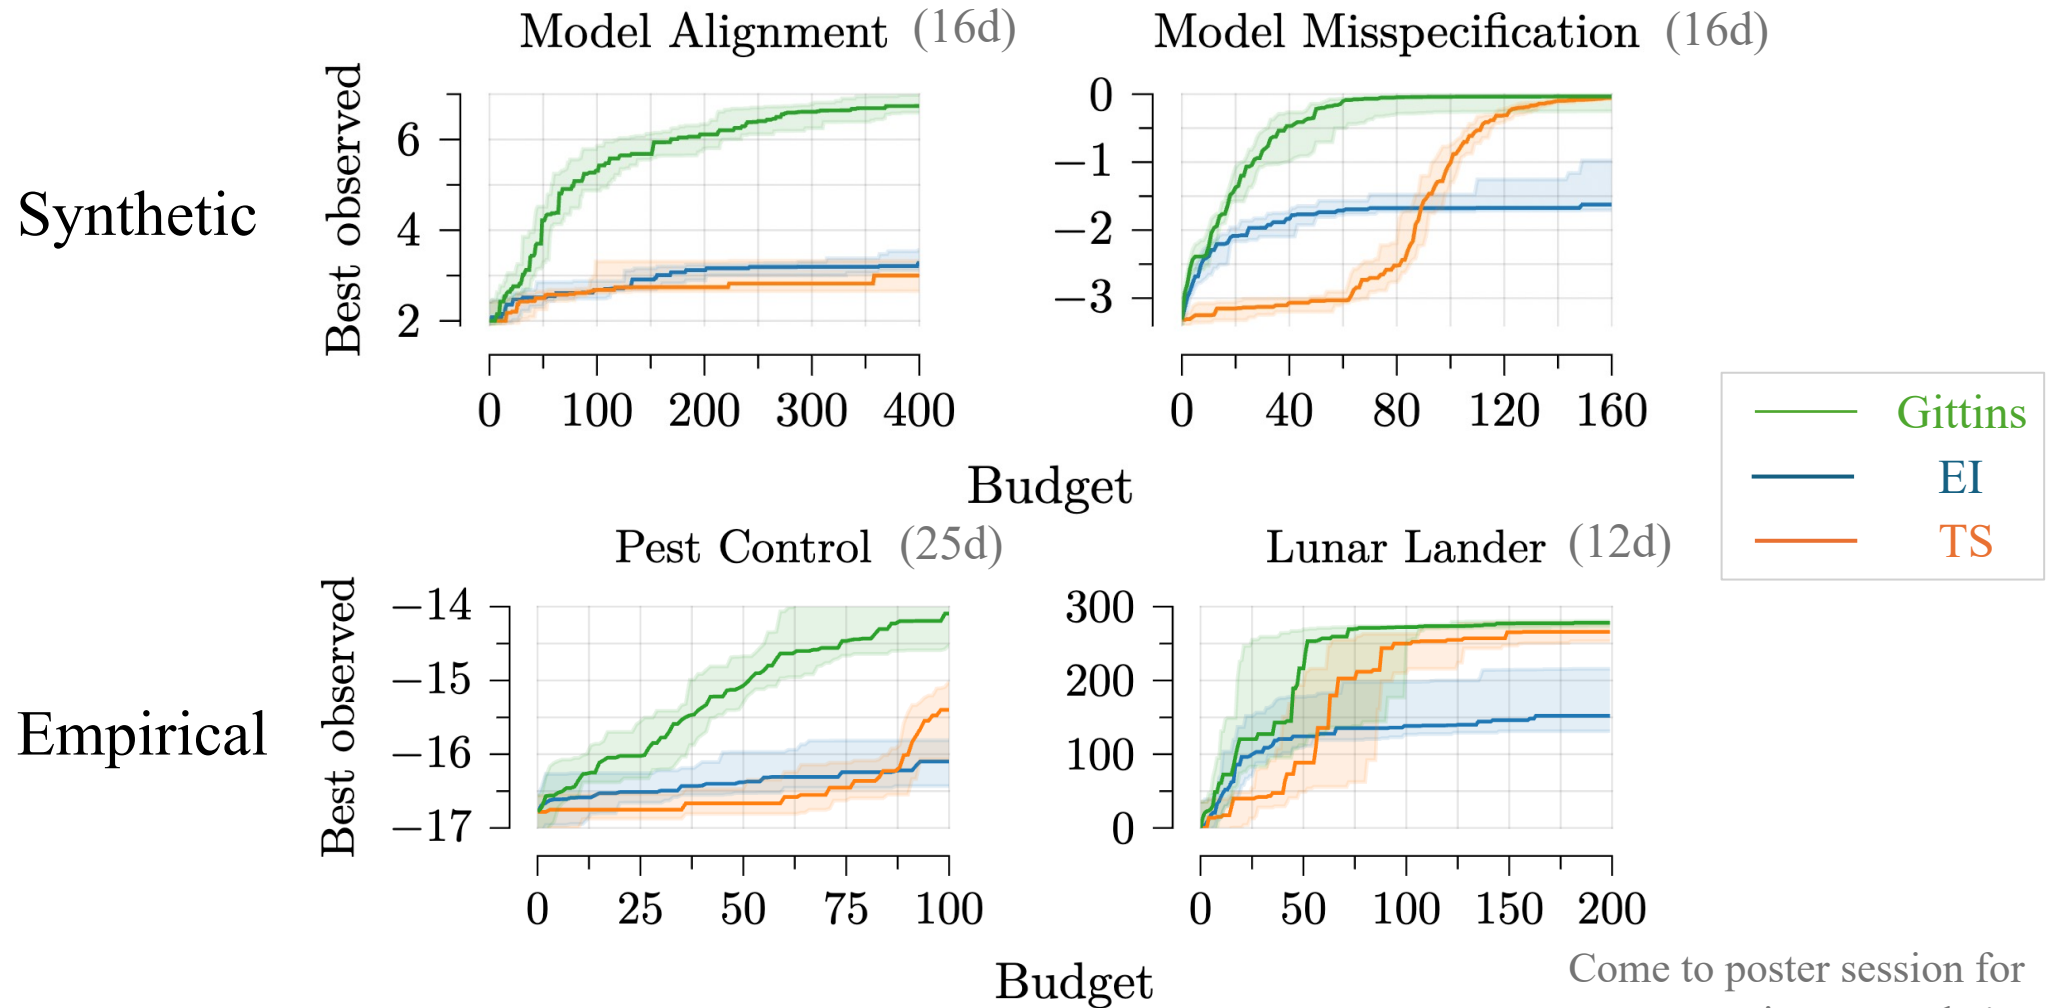 Model Alignment (16d)
Model Misspecification (16d)
Synthetic
Best observed
6
4
2
0 100 200 300 400
0
−1
−2
−3
0 40 80 120 160
Budget
Gittins
EI
TS
Pest Control (25d)
Lunar Lander (12d)
Empirical
Best observed
−14
−15
−16
−17
0 25 50 75 100
300
200
100
0
0 50 100 150 200
Budget
Come to poster session for